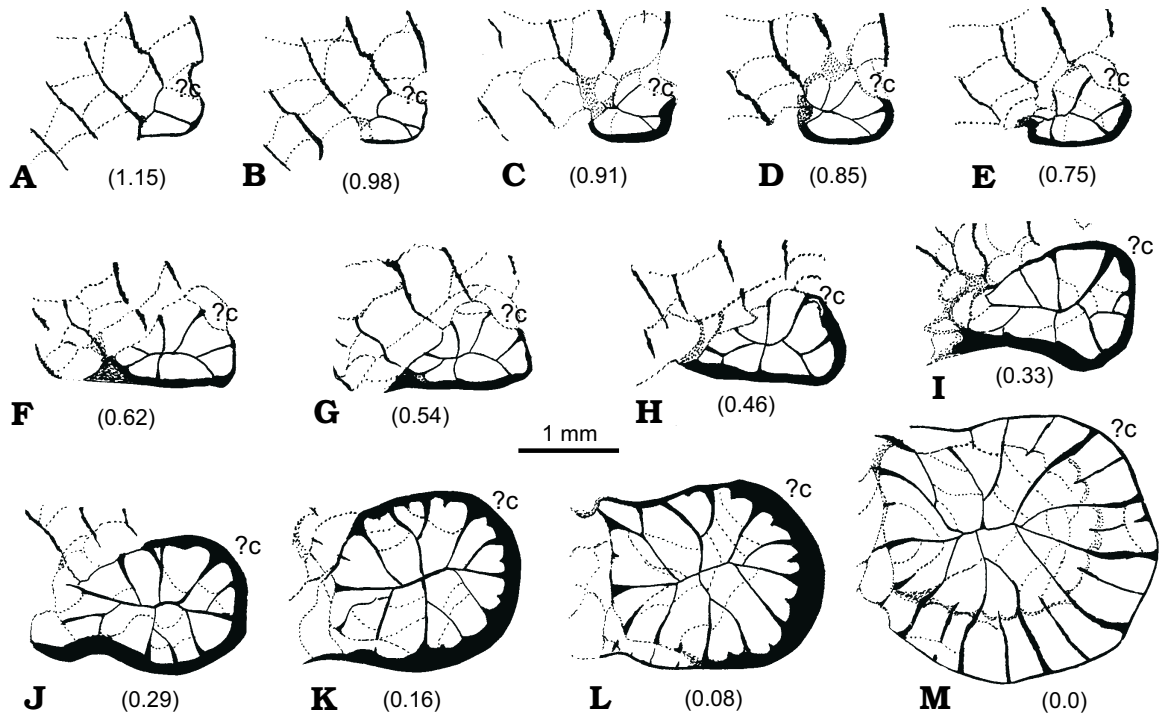 ?c ?c ?c ?c ?c
A (1.15) B (0.98) C (0.91) D (0.85) E (0.75)
?c ?c ?c ?c ?c
F (0.62) G (0.54) H (0.46) I (0.33)
1 mm
?c ?c ?c ?c
J (0.29) K (0.16) L (0.08) M (0.0)